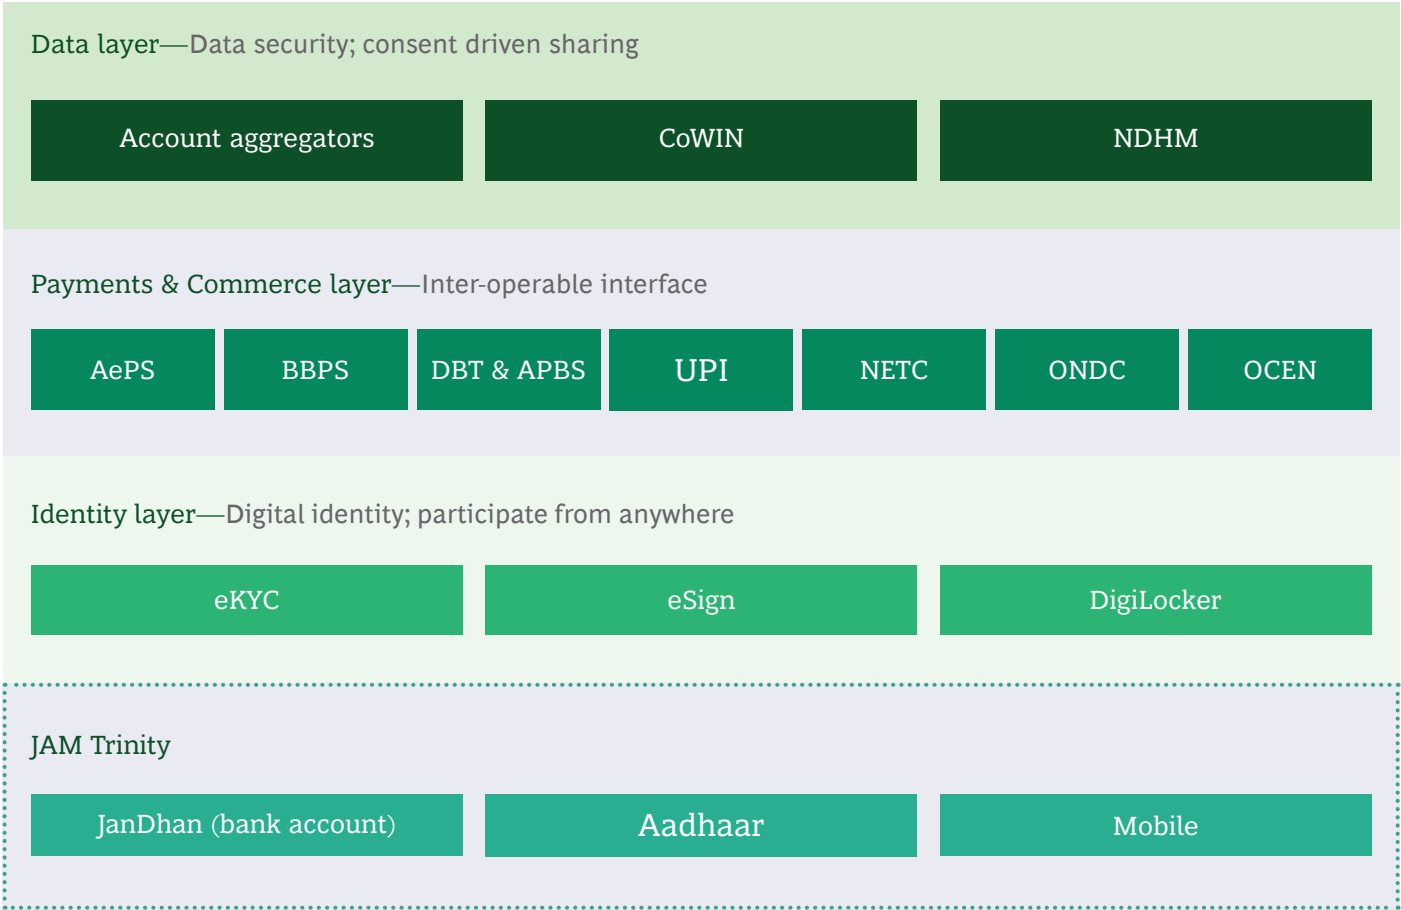 Data layer—Data security; consent driven sharing
Account aggregators
CoWIN
NDHM
Payments & Commerce layer—Inter-operable interface
AePS
BBPS
DBT & APBS
UPI
NETC
ONDC
OCEN
Identity layer—Digital identity; participate from anywhere
eKYC
eSign
DigiLocker
JAM Trinity
JanDhan (bank account)
Aadhaar
Mobile